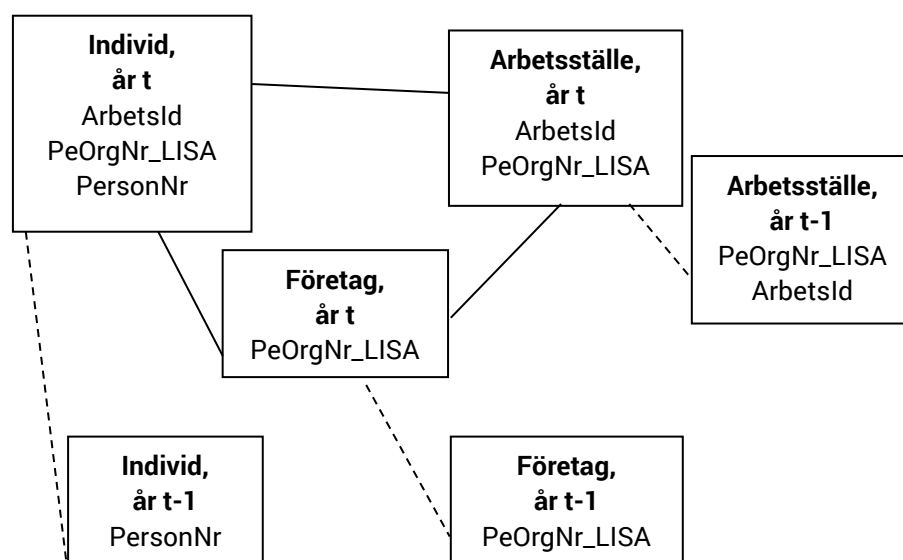 Individ,
år t
ArbetsId
PeOrgNr_LISA
PersonNr
Arbetsställe,
år t
ArbetsId
PeOrgNr_LISA
Arbetsställe,
år t-1
PeOrgNr_LISA
ArbetsId
Företag,
år t
PeOrgNr_LISA
Individ,
år t-1
PersonNr
Företag,
år t-1
PeOrgNr_LISA